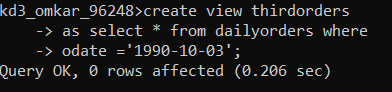 kd3_omkar_96248>create view thirdorders
-> as select * from dailyorders where
-> odate ='1990-10-03';
Query OK, 0 rows affected (0.206 sec)